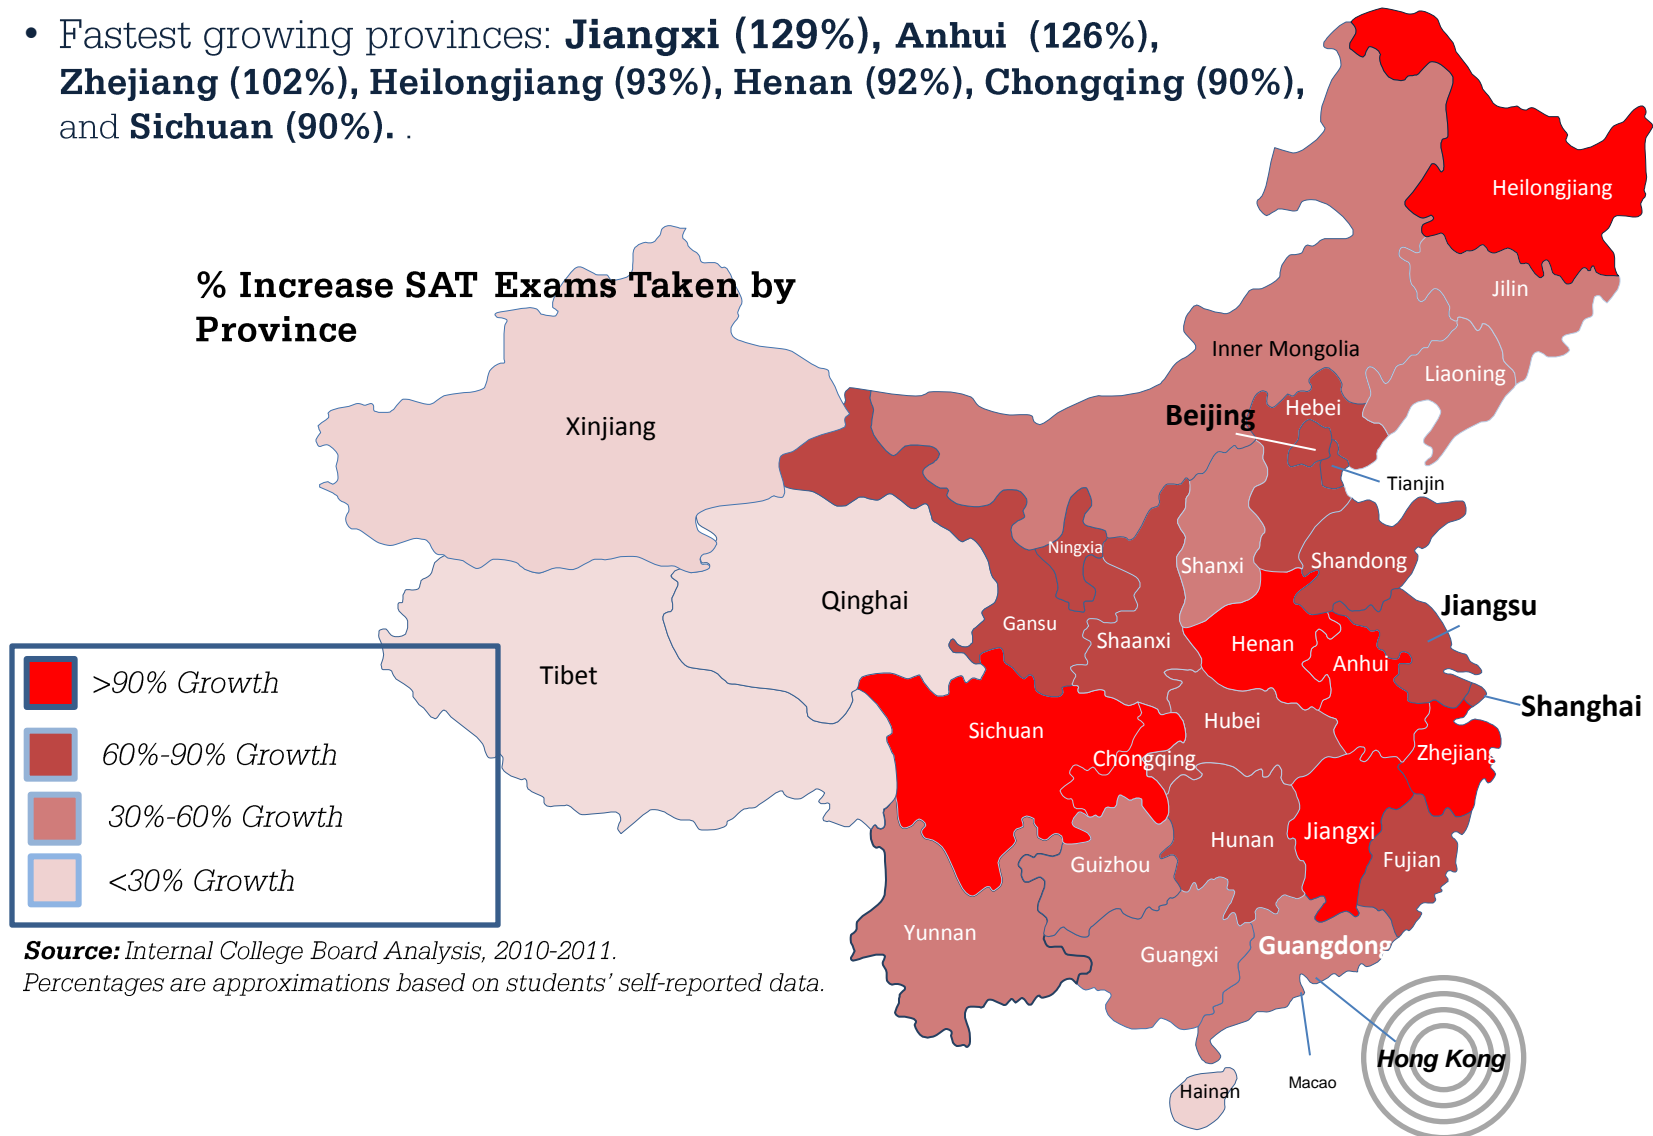 • Fastest growing provinces: Jiangxi (129%), Anhui (126%),
Zhejiang (102%), Heilongjiang (93%), Henan (92%), Chongqing (90%),
and Sichuan (90%). .
% Increase SAT Exams Taken by
Province
Heilongjiang
Jilin
Inner Mongolia
Liaoning
Beijing
Hebei
Xinjiang
Tianjin
Ningxia
Shanxi
Shandong
Qinghai
Jiangsu
Gansu
Shaanxi
Henan
Anhui
Tibet
Shanghai
Sichuan
Hubei
Chongqing
Zhejiang
Jiangxi
Hunan
Fujian
Guizhou
Yunnan
Guangxi
Guangdong
Hong Kong
Macao
Hainan
>90% Growth
60%-90% Growth
30%-60% Growth
<30% Growth
Source: Internal College Board Analysis, 2010-2011.
Percentages are approximations based on students’ self-reported data.